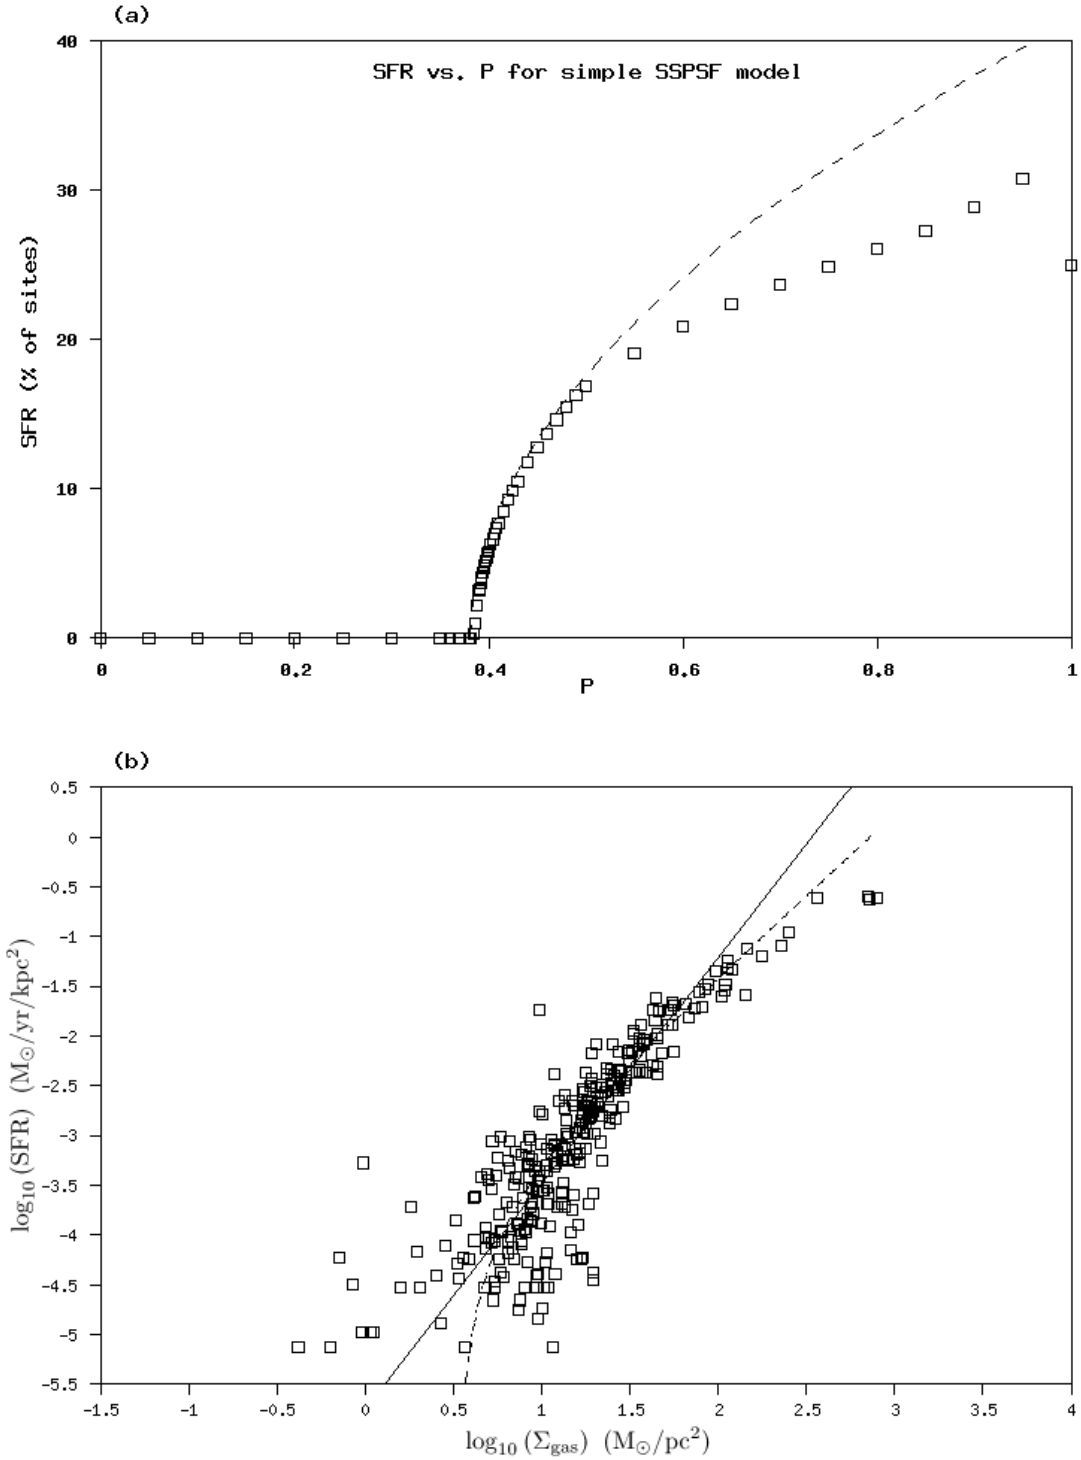 (a)
SFR vs. P for simple SSPSF model
40
30
20
10
0
SFR (% of sites)
0 0.2 0.4 0.6 0.8 1
P
(b)
0.5
0
-0.5
-1
-1.5
-2
-2.5
-3
-3.5
-4
-4.5
-5
-5.5
log₁₀(SFR) (M⊙/yr/kpc²)
-1.5 -1 -0.5 0 0.5 1 1.5 2 2.5 3 3.5 4
log₁₀(Σgas) (M⊙/pc²)